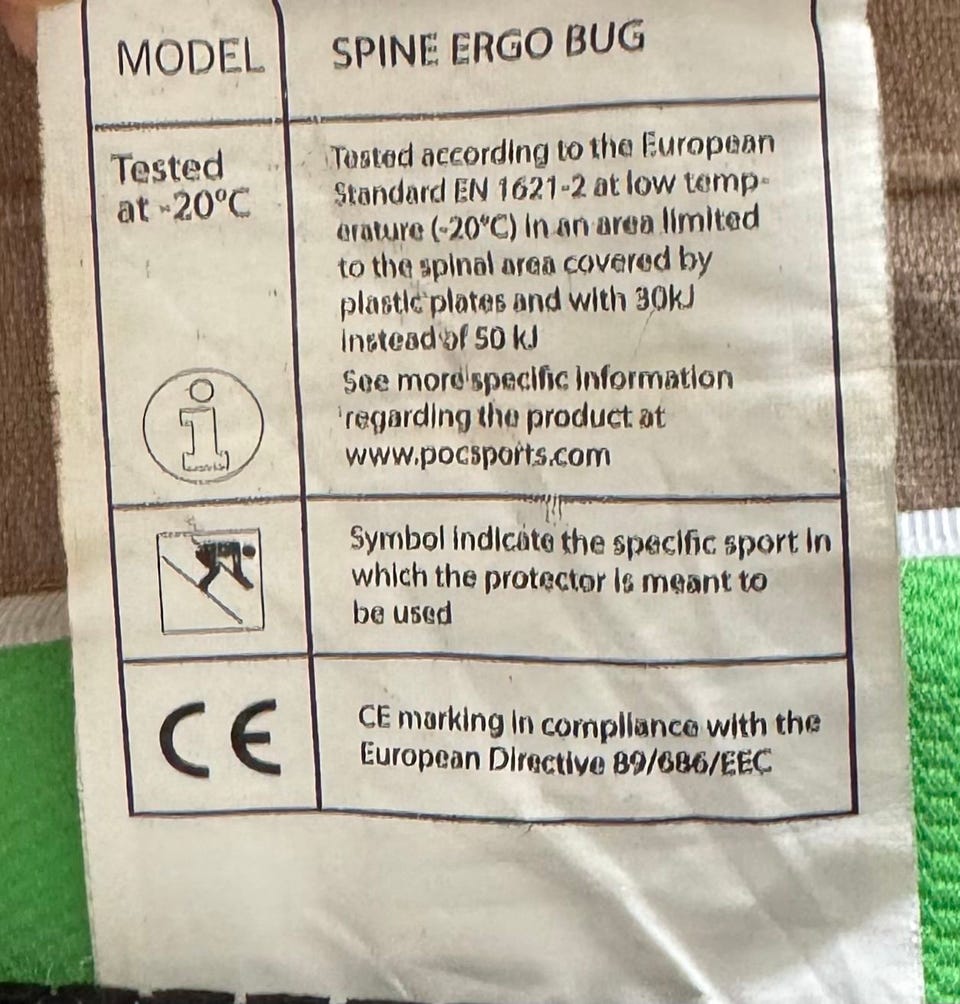 MODEL
SPINE ERGO BUG
Tested
at -20°C
Tested according to the European
Standard EN 1621-2 at low temp-
erature (-20°C) in an area limited
to the spinal area covered by
plastic plates and with 30kJ
instead of 50 kJ
i
See more specific information
regarding the product at
www.pocsports.com
Symbol indicate the specific sport in
which the protector is meant to
be used
CE
CE marking in compliance with the
European Directive 89/686/EEC